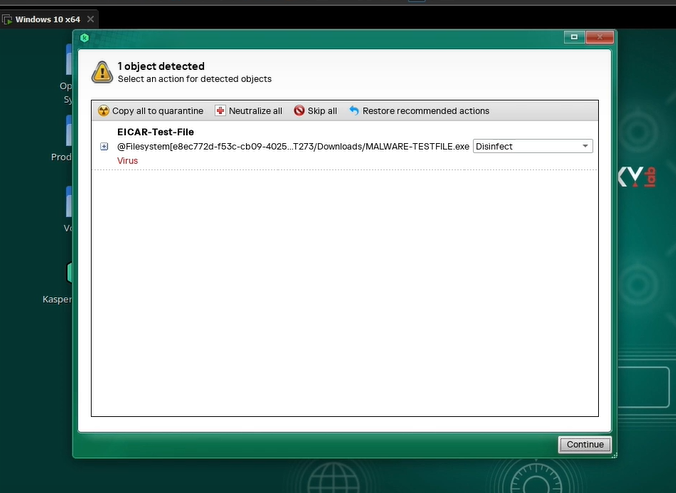 Windows 10 x64
1 object detected
Select an action for detected objects
Copy all to quarantine
Neutralize all
Skip all
Restore recommended actions
EICAR-Test-File
@Filesystem[e8ec772d-f53c-cb09-4025...T273/Downloads/MALWARE-TESTFILE.exe
Disinfect
Virus
Op
Sy
Prod
Vo
Kasper
KY
lab
Continue